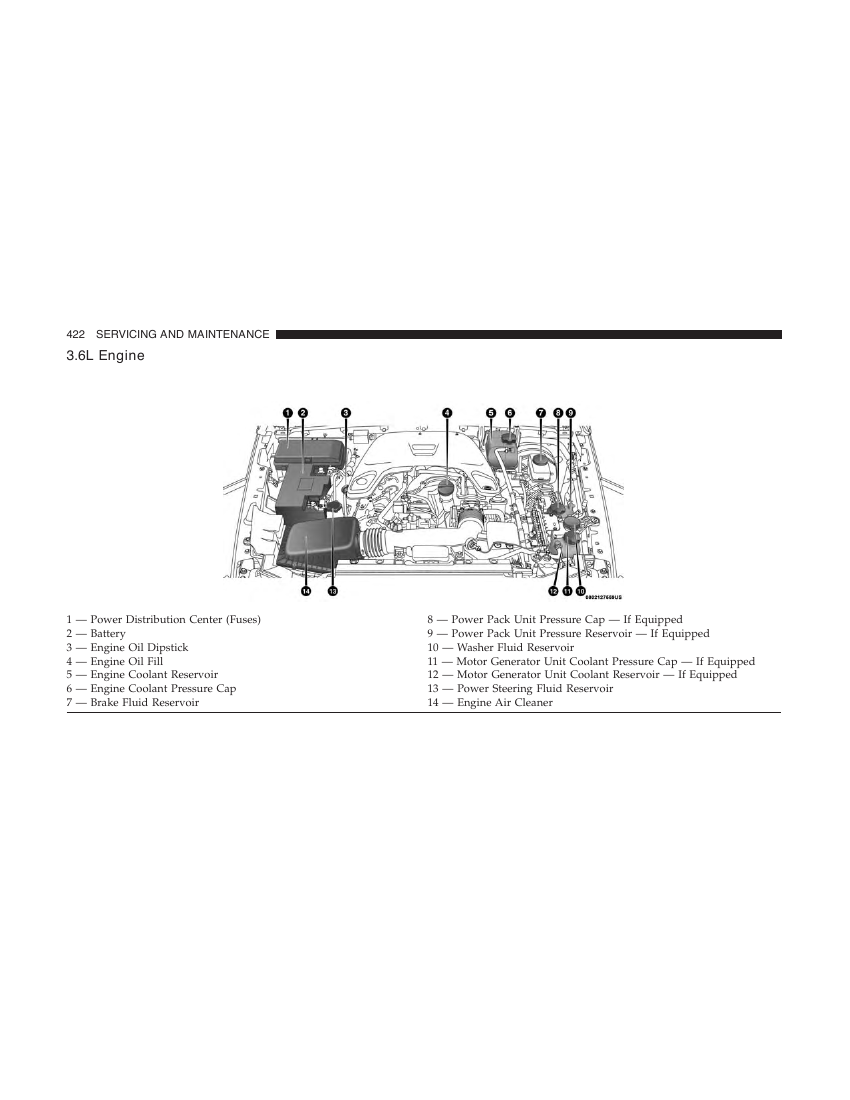 422 SERVICING AND MAINTENANCE
3.6L Engine
1 2 3 4 5 6 7 8 9
14 13 12 11 10
1 — Power Distribution Center (Fuses)
2 — Battery
3 — Engine Oil Dipstick
4 — Engine Oil Fill
5 — Engine Coolant Reservoir
6 — Engine Coolant Pressure Cap
7 — Brake Fluid Reservoir
8 — Power Pack Unit Pressure Cap — If Equipped
9 — Power Pack Unit Pressure Reservoir — If Equipped
10 — Washer Fluid Reservoir
11 — Motor Generator Unit Coolant Pressure Cap — If Equipped
12 — Motor Generator Unit Coolant Reservoir — If Equipped
13 — Power Steering Fluid Reservoir
14 — Engine Air Cleaner